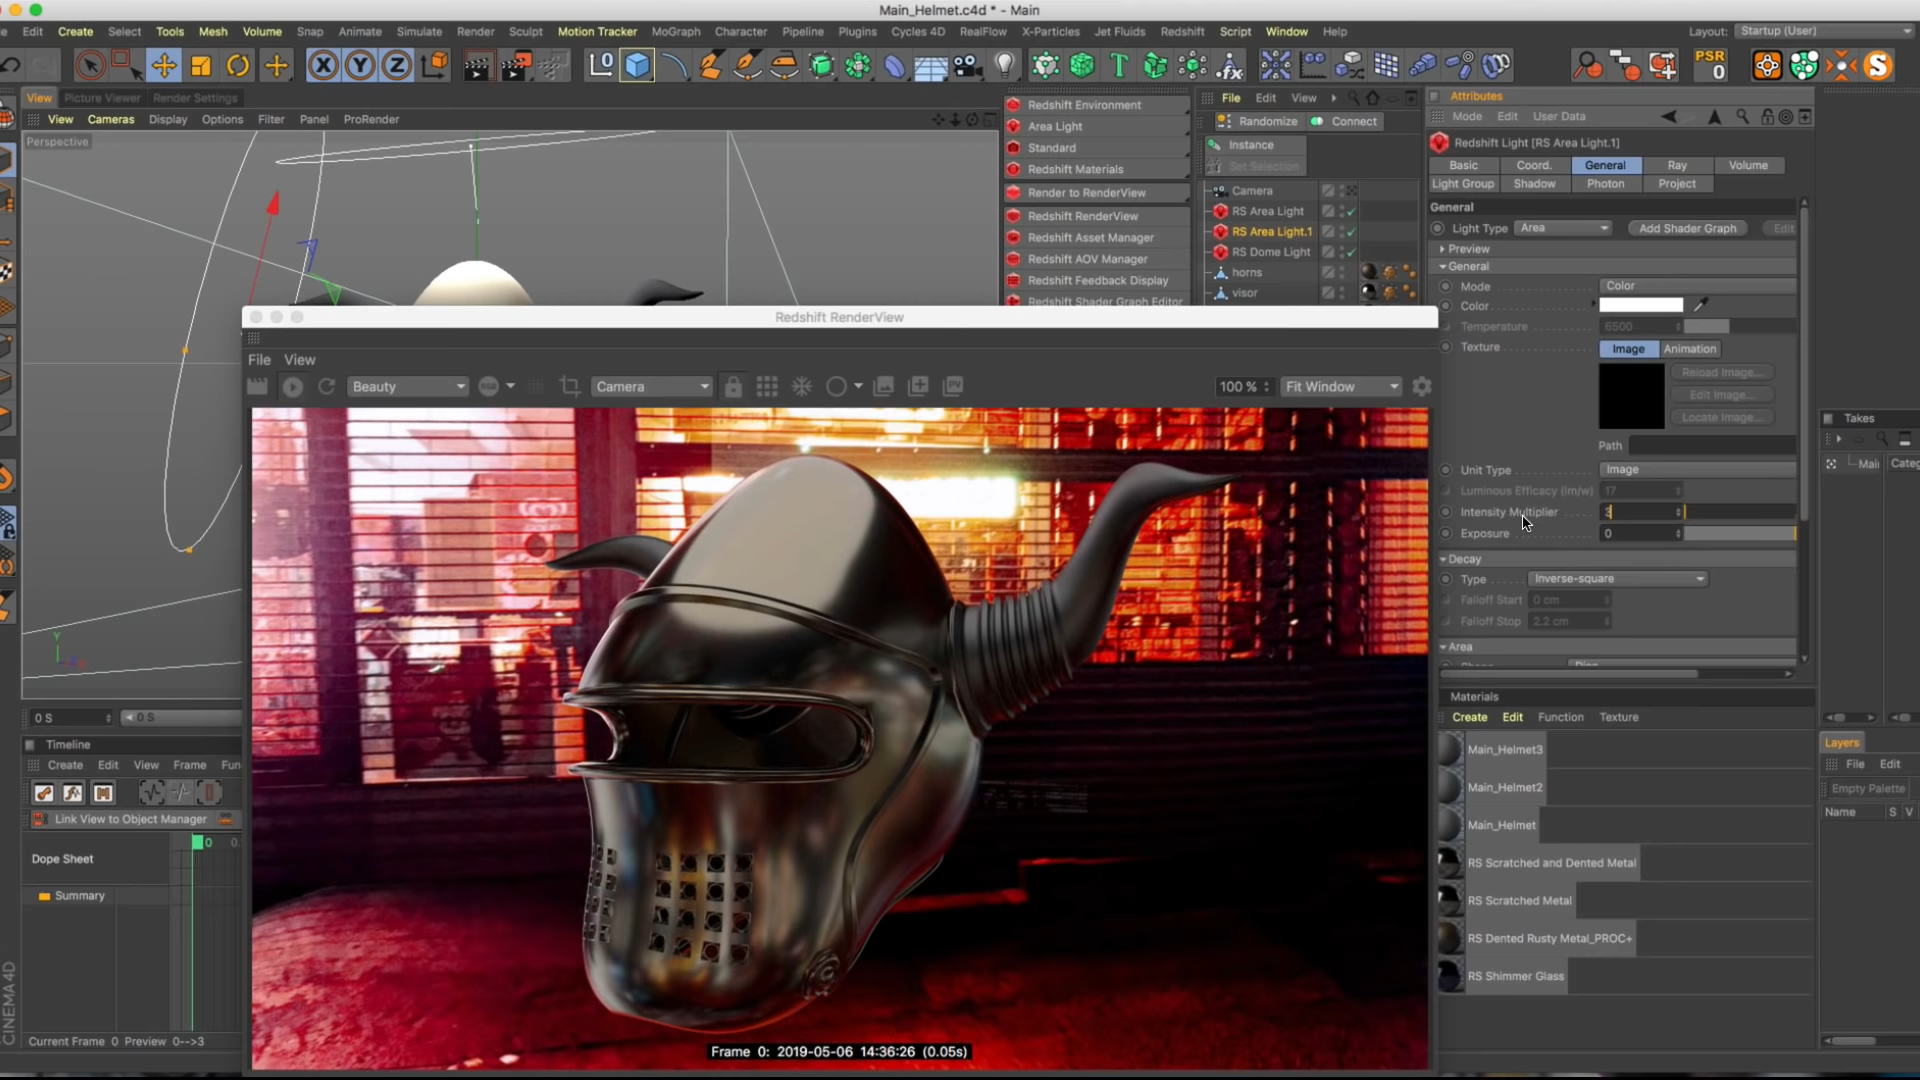 Main_Helmet.c4d * - Main
Edit Create Select Tools Mesh Volume Snap Animate Simulate Render Sculpt Motion Tracker MoGraph Character Pipeline Plugins Cycles 4D RealFlow X-Particles Jet Fluids Redshift Script Window Help
Layout: Startup (User)
X Y Z
PSR
0
View Picture Viewer Render Settings
View Cameras Display Options Filter Panel ProRender
Perspective
Redshift Environment
Area Light
Standard
Redshift Materials
Render to RenderView
Redshift RenderView
Redshift Asset Manager
Redshift AOV Manager
Redshift Feedback Display
Redshift Shader Graph Editor
File Edit View
Randomize Connect
Instance
Set Selection
Camera
RS Area Light
RS Area Light.1
RS Dome Light
horns
visor
Attributes
Mode Edit User Data
Redshift Light [RS Area Light.1]
Basic Coord. General Ray Volume
Light Group Shadow Photon Project
General
Light Type Area Add Shader Graph Edit
Preview
General
Mode Color
Color
Temperature 6500
Texture Image Animation
Reload Image...
Edit Image...
Locate Image...
Path
Unit Type Image
Luminous Efficacy (lm/w) 17
Intensity Multiplier 3
Exposure 0
Decay
Type Inverse-square
Falloff Start 0 cm
Falloff Stop 2.2 cm
Area
Redshift RenderView
File View
Beauty RGB Camera PV 100 % Fit Window
Frame 0: 2019-05-06 14:36:26 (0.05s)
Y
0 S 0 S
Timeline
Create Edit View Frame Fun
Link View to Object Manager
0 0.
Dope Sheet
Summary
Current Frame 0 Preview 0-->3
CINEMA 4D
Materials
Create Edit Function Texture
Main_Helmet3
Main_Helmet2
Main_Helmet
RS Scratched and Dented Metal
RS Scratched Metal
RS Dented Rusty Metal_PROC+
RS Shimmer Glass
Takes
Mai Categ
Layers
File Edit
Empty Palette
Name S V